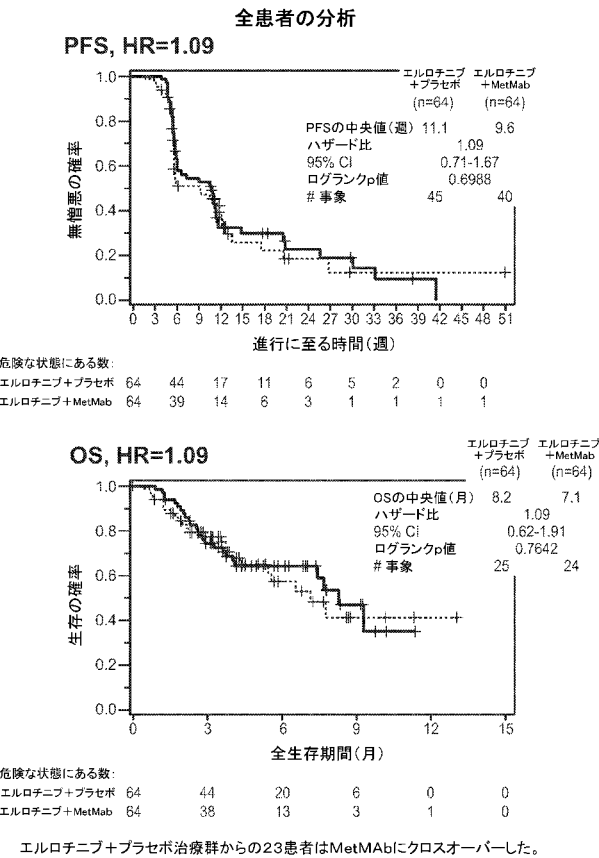 全患者の分析
PFS, HR=1.09
エルロチニブ エルロチニブ
+プラセボ +MetMab
(n=64) (n=64)
PFSの中央値(週) 11.1 9.6
ハザード比 1.09
95% CI 0.71-1.67
ログランクp値 0.6988
# 事象 45 40
無憎悪の確率
1.0
0.8
0.6
0.4
0.2
0.0
0 3 6 9 12 15 18 21 24 27 30 33 36 39 42 45 48 51
進行に至る時間(週)
危険な状態にある数:
エルロチニブ+プラセボ 64 44 17 11 6 5 2 0 0
エルロチニブ+MetMab 64 39 14 6 3 1 1 1 1
OS, HR=1.09
エルロチニブ エルロチニブ
+プラセボ +MetMab
(n=64) (n=64)
OSの中央値(月) 8.2 7.1
ハザード比 1.09
95% CI 0.62-1.91
ログランクp値 0.7642
# 事象 25 24
生存の確率
1.0
0.8
0.6
0.4
0.2
0.0
0 3 6 9 12 15
全生存期間(月)
危険な状態にある数:
エルロチニブ+プラセボ 64 44 20 6 0 0
エルロチニブ+MetMab 64 38 13 3 1 0
エルロチニブ+プラセボ治療群からの23患者はMetMAbにクロスオーバーした。